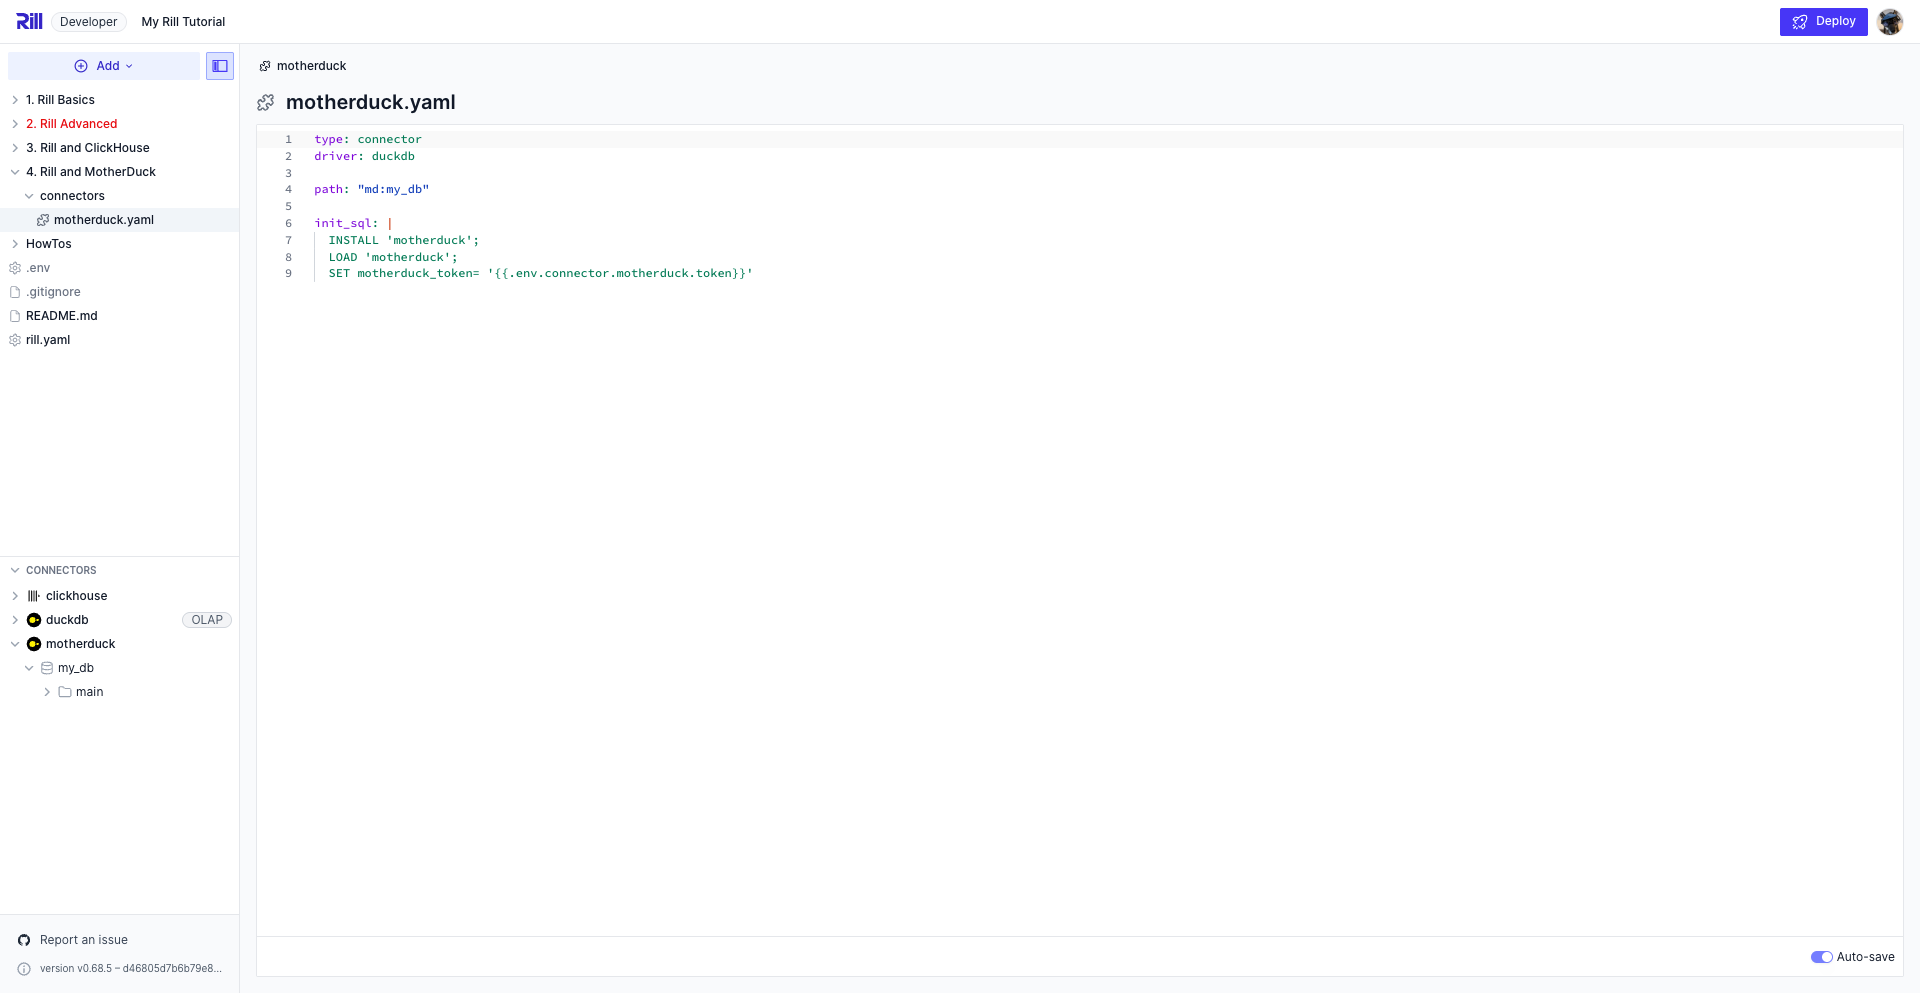 Rill Developer My Rill Tutorial Deploy
Add
1. Rill Basics
2. Rill Advanced
3. Rill and ClickHouse
4. Rill and MotherDuck
connectors
motherduck.yaml
HowTos
.env
.gitignore
README.md
rill.yaml
CONNECTORS
clickhouse
duckdb OLAP
motherduck
my_db
main
Report an issue
version v0.68.5 – d46805d7b6b79e8...
motherduck
motherduck.yaml
1 type: connector
2 driver: duckdb
3
4 path: "md:my_db"
5
6 init_sql: |
7 INSTALL 'motherduck';
8 LOAD 'motherduck';
9 SET motherduck_token= '{{.env.connector.motherduck.token}}'
Auto-save